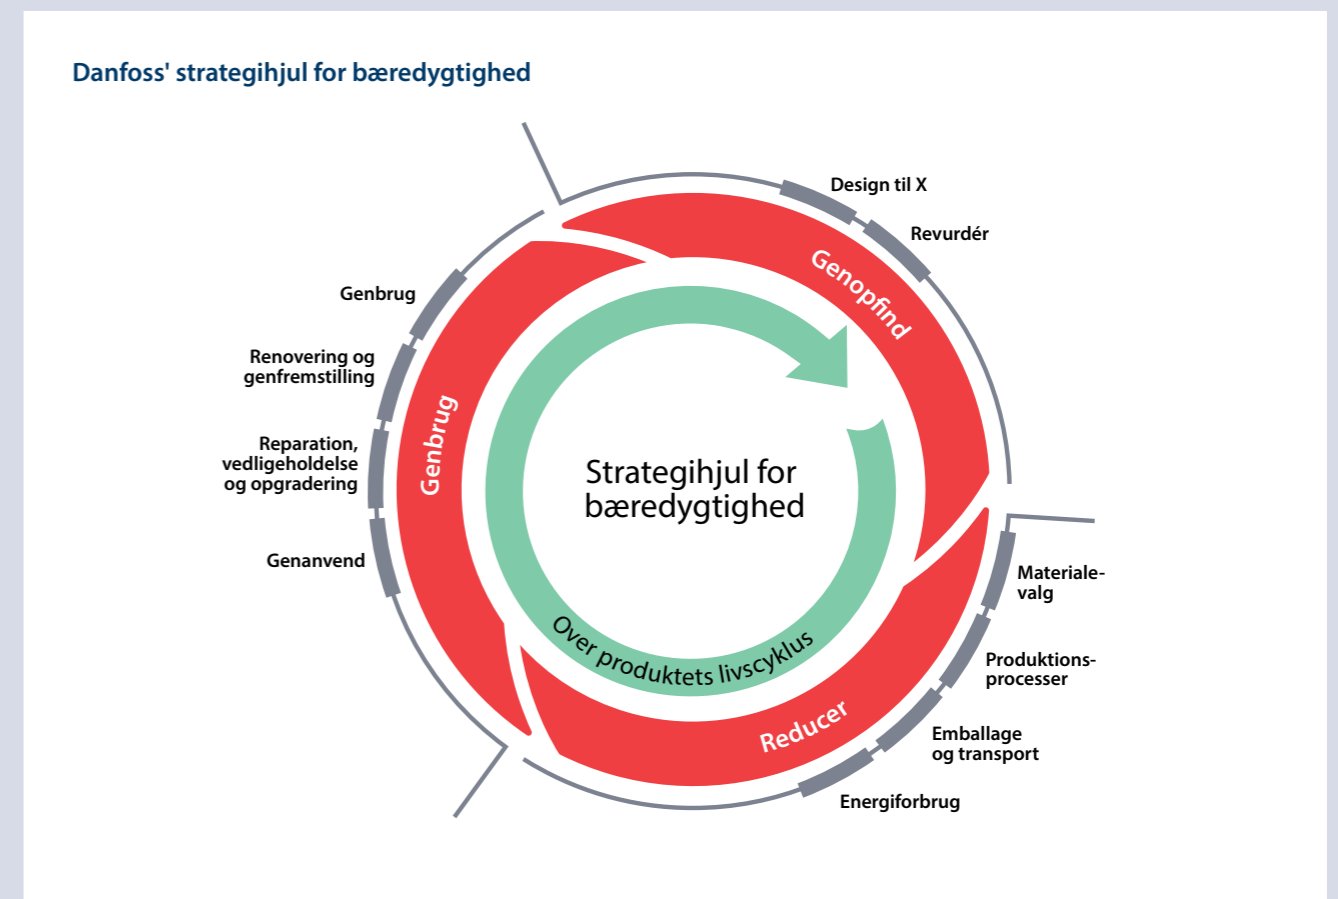 Danfoss' strategihjul for bæredygtighed
Design til X
Revurdér
Genopfind
Genbrug
Renovering og
genfremstilling
Reparation,
vedligeholdelse
og opgradering
Genanvend
Genbrug
Strategihjul for
bæredygtighed
Over produktets livscyklus
Materiale-
valg
Produktions-
processer
Emballage
og transport
Energiforbrug
Reducer